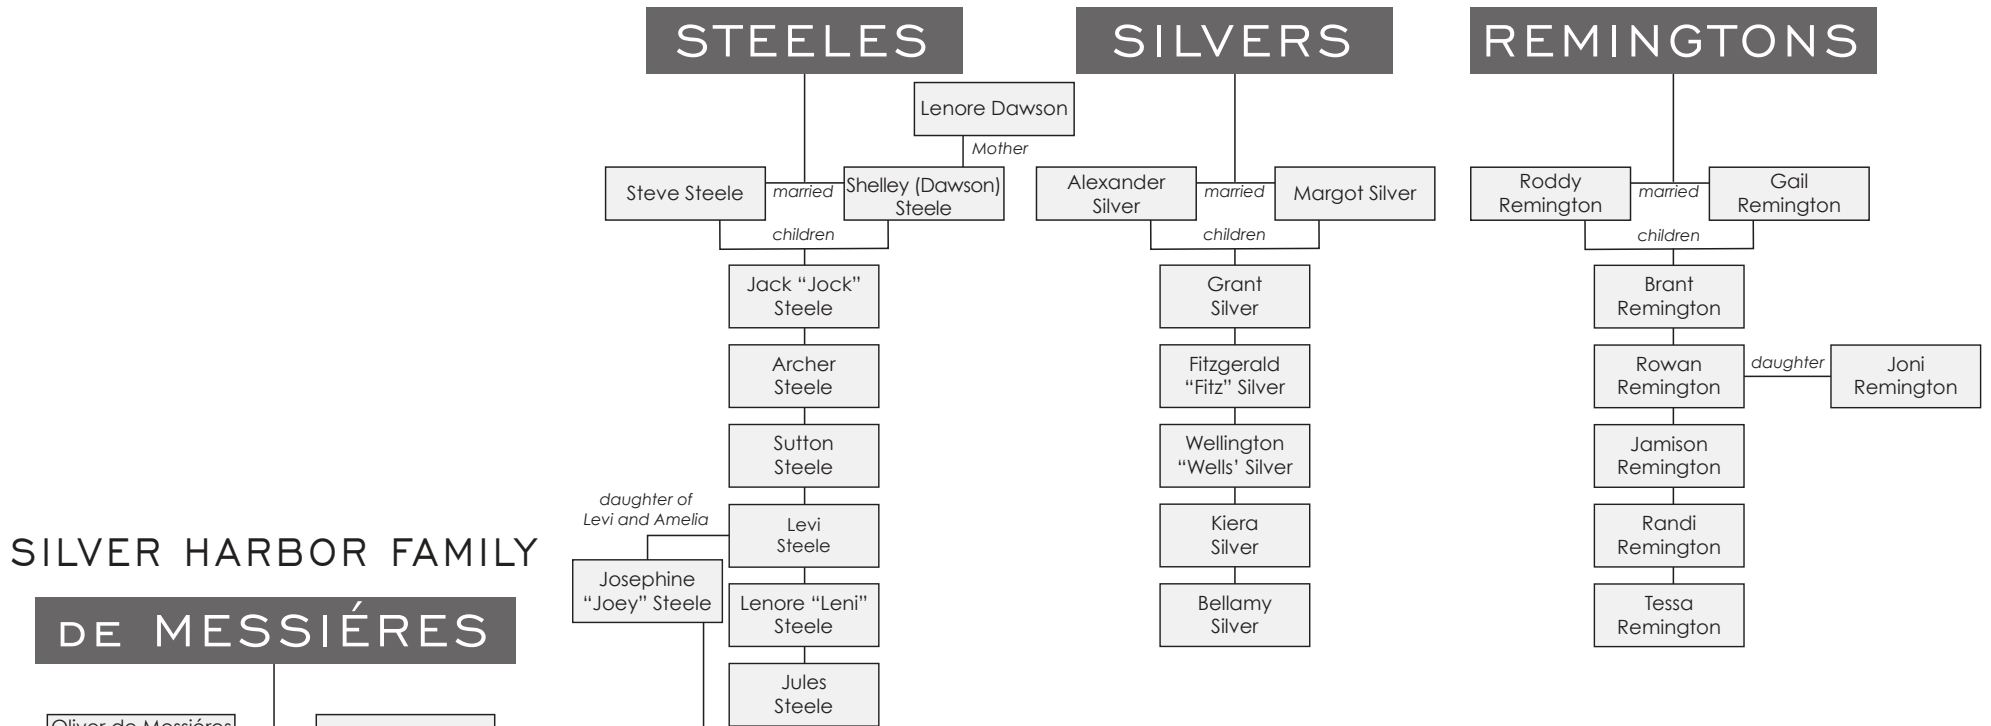 STEELES
Lenore Dawson
Mother
Steve Steele
married
Shelley (Dawson)
Steele
children
Jack “Jock”
Steele
Archer
Steele
Sutton
Steele
daughter of
Levi and Amelia
Levi
Steele
Josephine
“Joey” Steele
Lenore “Leni”
Steele
Jules
Steele
SILVERS
Alexander
Silver
married
Margot Silver
children
Grant
Silver
Fitzgerald
“Fitz” Silver
Wellington
“Wells’ Silver
Kiera
Silver
Bellamy
Silver
REMINGTONS
Roddy
Remington
married
Gail
Remington
children
Brant
Remington
Rowan
Remington
daughter
Joni
Remington
Jamison
Remington
Randi
Remington
Tessa
Remington
SILVER HARBOR FAMILY
DE MESSIÉRES
Oliver de Messiéres